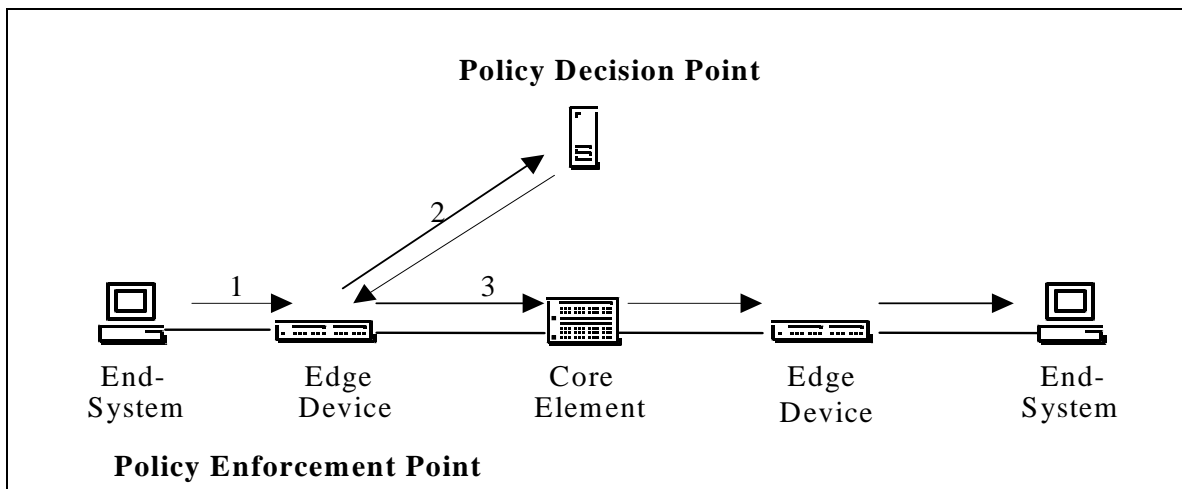 Policy Decision Point
2
1
3
End-
System
Edge
Device
Core
Element
Edge
Device
End-
System
Policy Enforcement Point